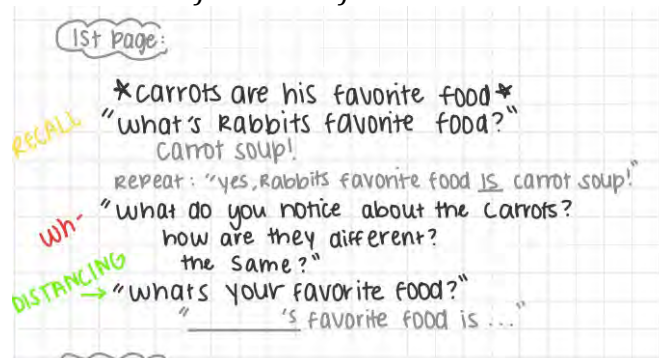 1st page:
*carrots are his favorite food*
RECALL "what's Rabbits favorite food?"
carrot soup!
Repeat: "yes, Rabbits favorite food IS carrot soup!"
Wh- "what do you notice about the carrots?
how are they different?
the same?"
DISTANCING → "whats your favorite food?"
"________'s favorite food is ..."